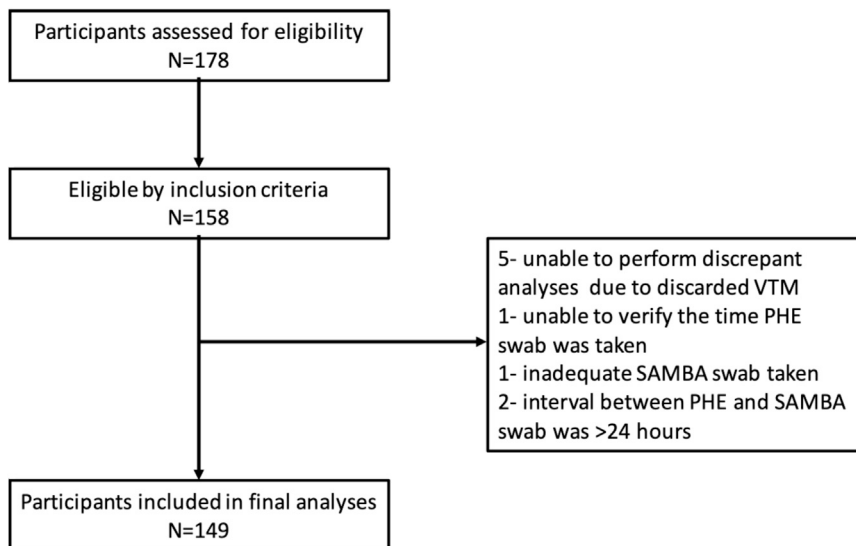 Participants assessed for eligibility
N=178
Eligible by inclusion criteria
N=158
5- unable to perform discrepant
analyses  due to discarded VTM
1- unable to verify the time PHE
swab was taken
1- inadequate SAMBA swab taken
2- interval between PHE and SAMBA
swab was >24 hours
Participants included in final analyses
N=149